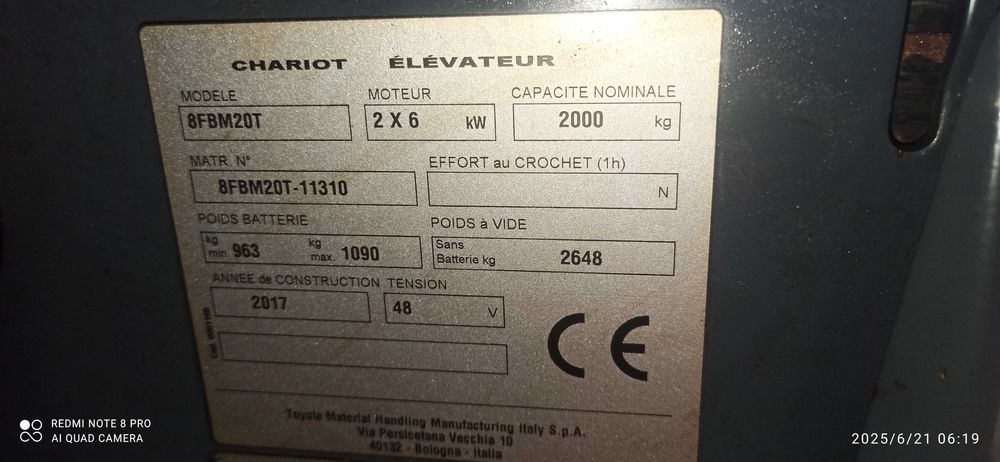 CHARIOT ÉLÉVATEUR
MODELE MOTEUR CAPACITE NOMINALE
8FBM20T 2 X 6 kW 2000 kg
MATR. N° EFFORT au CROCHET (1h)
8FBM20T-11310 N
POIDS BATTERIE POIDS à VIDE
kg min. 963 kg max. 1090 Sans Batterie kg 2648
ANNEE de CONSTRUCTION TENSION
2017 48 V
CE
Toyota Material Handling Manufacturing Italy S.p.A.
Via Persicetana Vecchia 10
40132 - Bologna - Italia
REDMI NOTE 8 PRO
AI QUAD CAMERA
2025/6/21 06:19